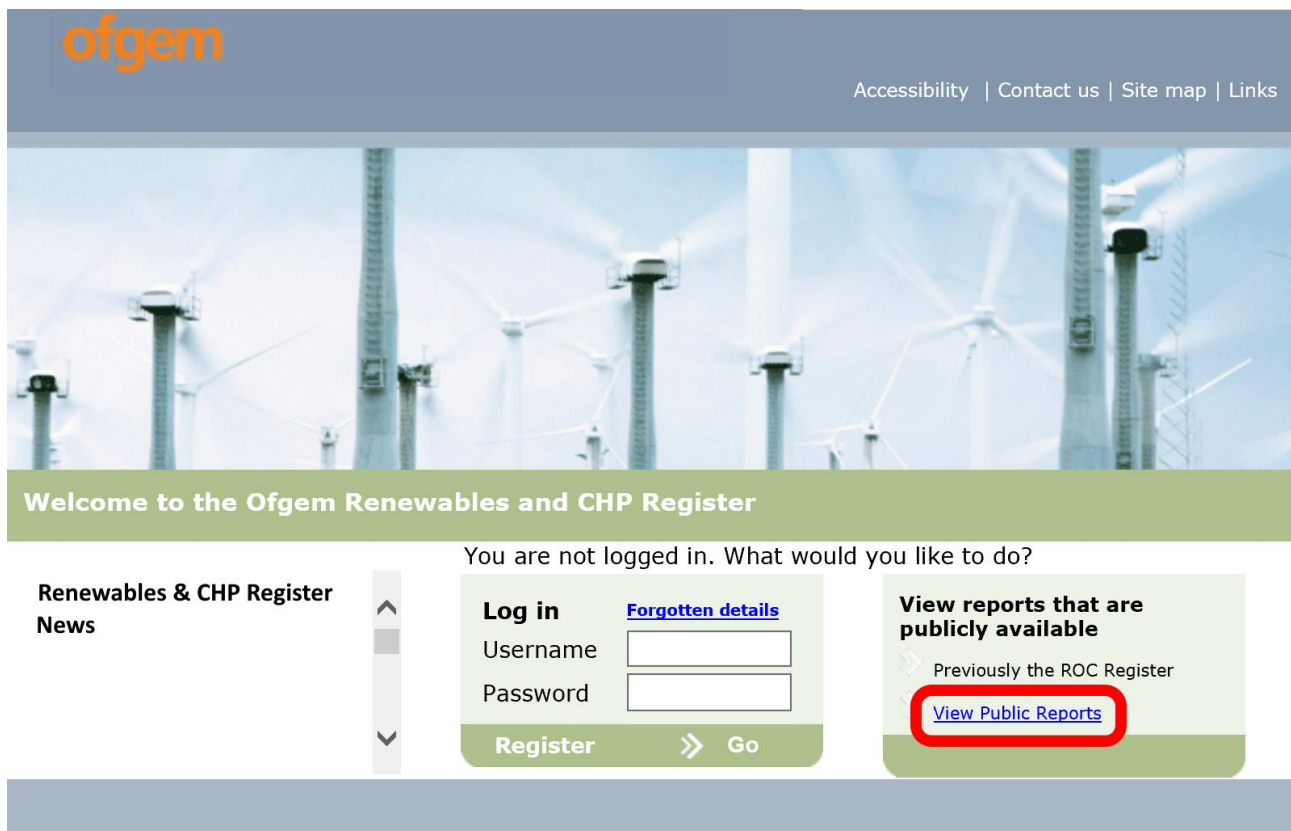 ofgem
Accessibility | Contact us | Site map | Links
Welcome to the Ofgem Renewables and CHP Register
You are not logged in. What would you like to do?
Renewables & CHP Register
News
Log in Forgotten details
Username
Password
Register Go
View reports that are
publicly available
Previously the ROC Register
View Public Reports